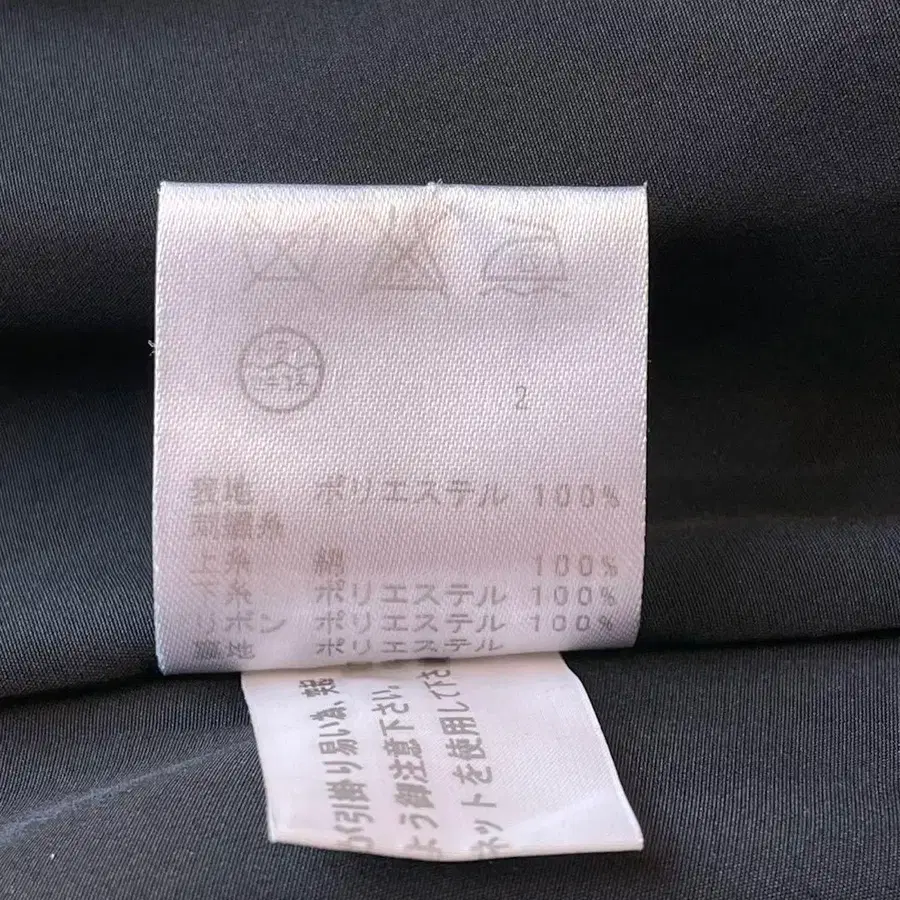 2
表地 ポリエステル 100%
刺繍糸
上糸 綿 100%
下糸 ポリエステル 100%
リボン ポリエステル 100%
裏地 ポリエステル
引掛り易い為、
よう御注意下さい。
ネットを使用して下さ